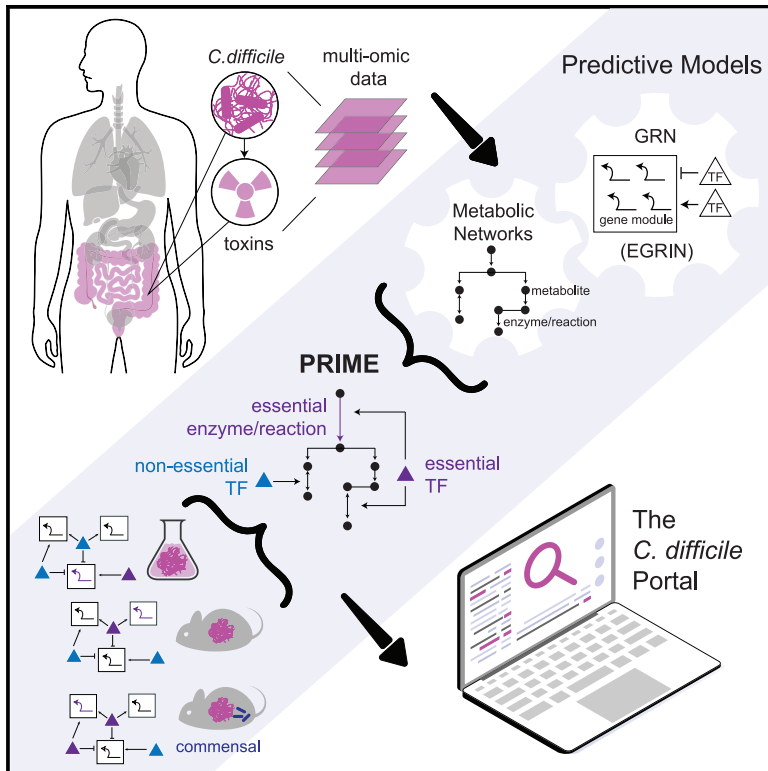 C.difficile
toxins
multi-omic
data
Predictive Models
GRN
TF
TF
gene module
(EGRIN)
Metabolic
Networks
metabolite
enzyme/reaction
PRIME
essential
enzyme/reaction
non-essential
TF
essential
TF
commensal
The
C. difficile
Portal